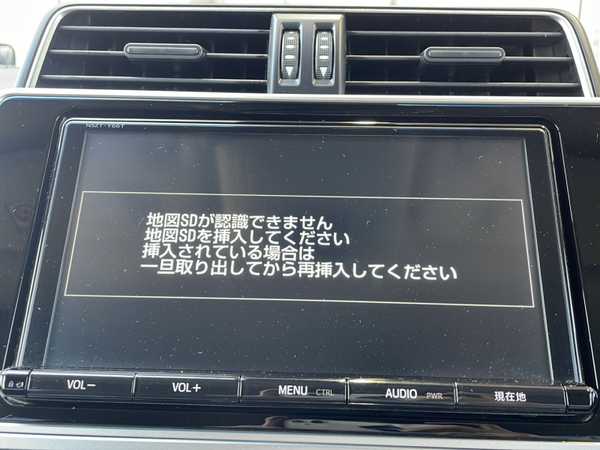 NSZT-Y66T
地図SDが認識できません
地図SDを挿入してください
挿入されている場合は
一旦取り出してから再挿入してください
VOL− VOL+ MENU CTRL AUDIO PWR 現在地